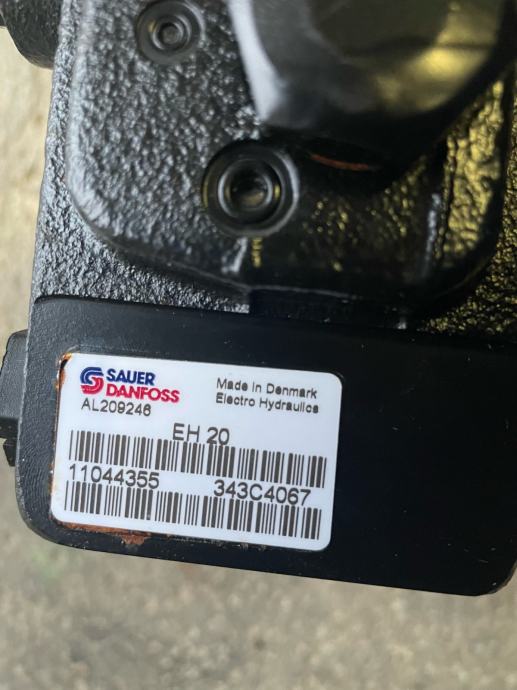 SAUER
DANFOSS
AL209246
Made in Denmark
Electro Hydraulics
EH 20
11044355 343C4067